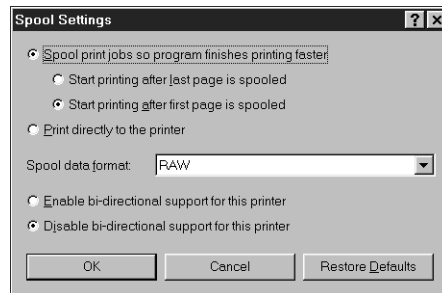 Spool Settings
Spool print jobs so program finishes printing faster
Start printing after last page is spooled
Start printing after first page is spooled
Print directly to the printer
Spool data format: RAW
Enable bi-directional support for this printer
Disable bi-directional support for this printer
OK Cancel Restore Defaults